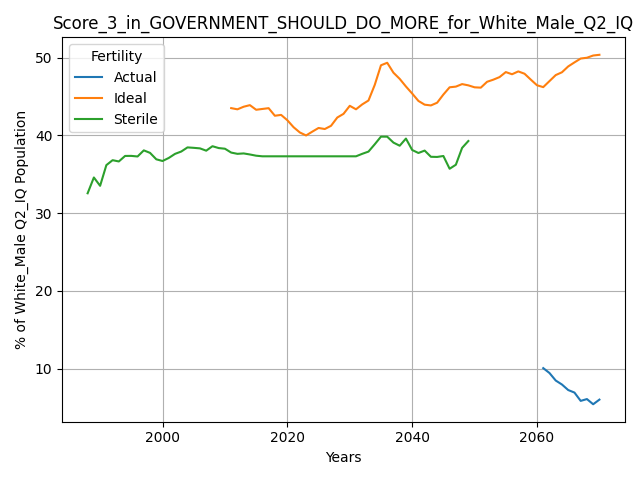 Score_3_in_GOVERNMENT_SHOULD_DO_MORE_for_White_Male_Q2_IQ
Fertility
Actual
Ideal
Sterile
% of White_Male Q2_IQ Population
50
40
30
20
10
2000 2020 2040 2060
Years